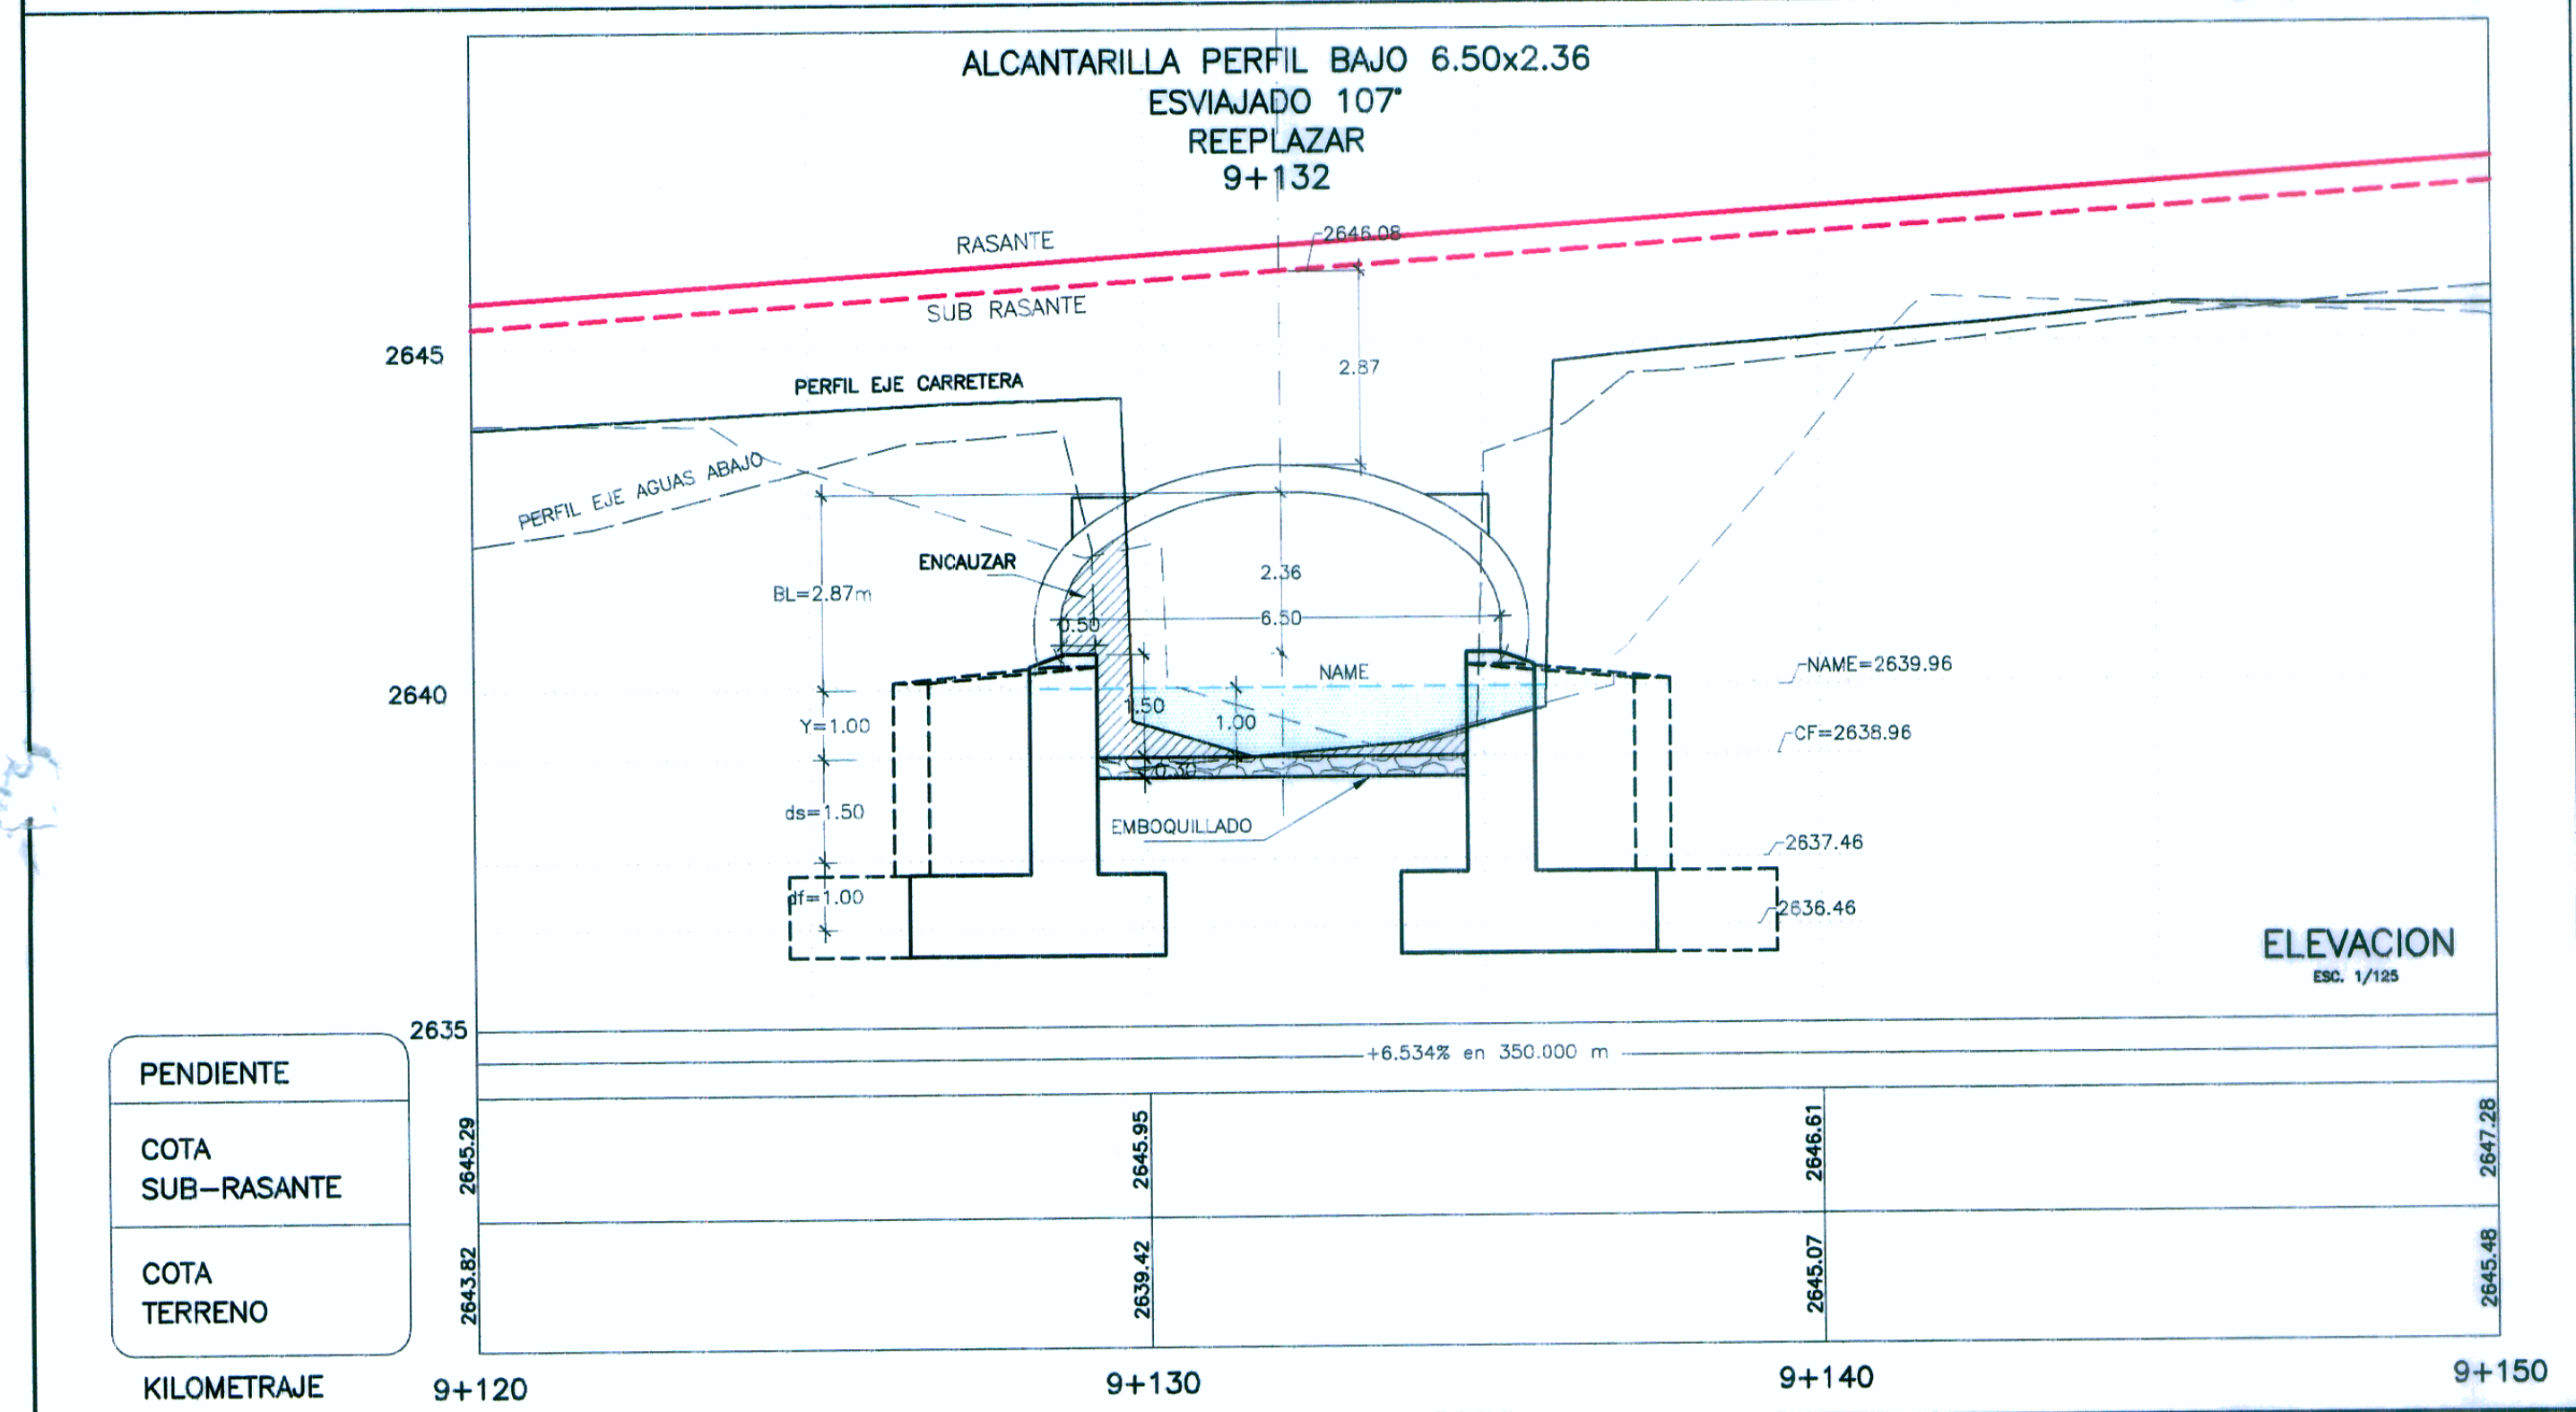 ALCANTARILLA PERFIL BAJO 6.50x2.36
ESVIAJADO 107°
REEPLAZAR
9+132
RASANTE
2646.08
SUB RASANTE
2645
2.87
PERFIL EJE CARRETERA
PERFIL EJE AGUAS ABAJO
ENCAUZAR
2.36
BL=2.87m
6.50
0.50
NAME
NAME=2639.96
2640
1.50
1.00
Y=1.00
CF=2638.96
0.30
ds=1.50
EMBOQUILLADO
2637.46
df=1.00
2636.46
ELEVACION
ESC. 1/125
2635
+6.534% en 350.000 m
PENDIENTE
COTA
SUB-RASANTE
2645.29
2645.95
2646.61
2647.28
COTA
TERRENO
2643.82
2639.42
2645.07
2645.48
KILOMETRAJE
9+120
9+130
9+140
9+150